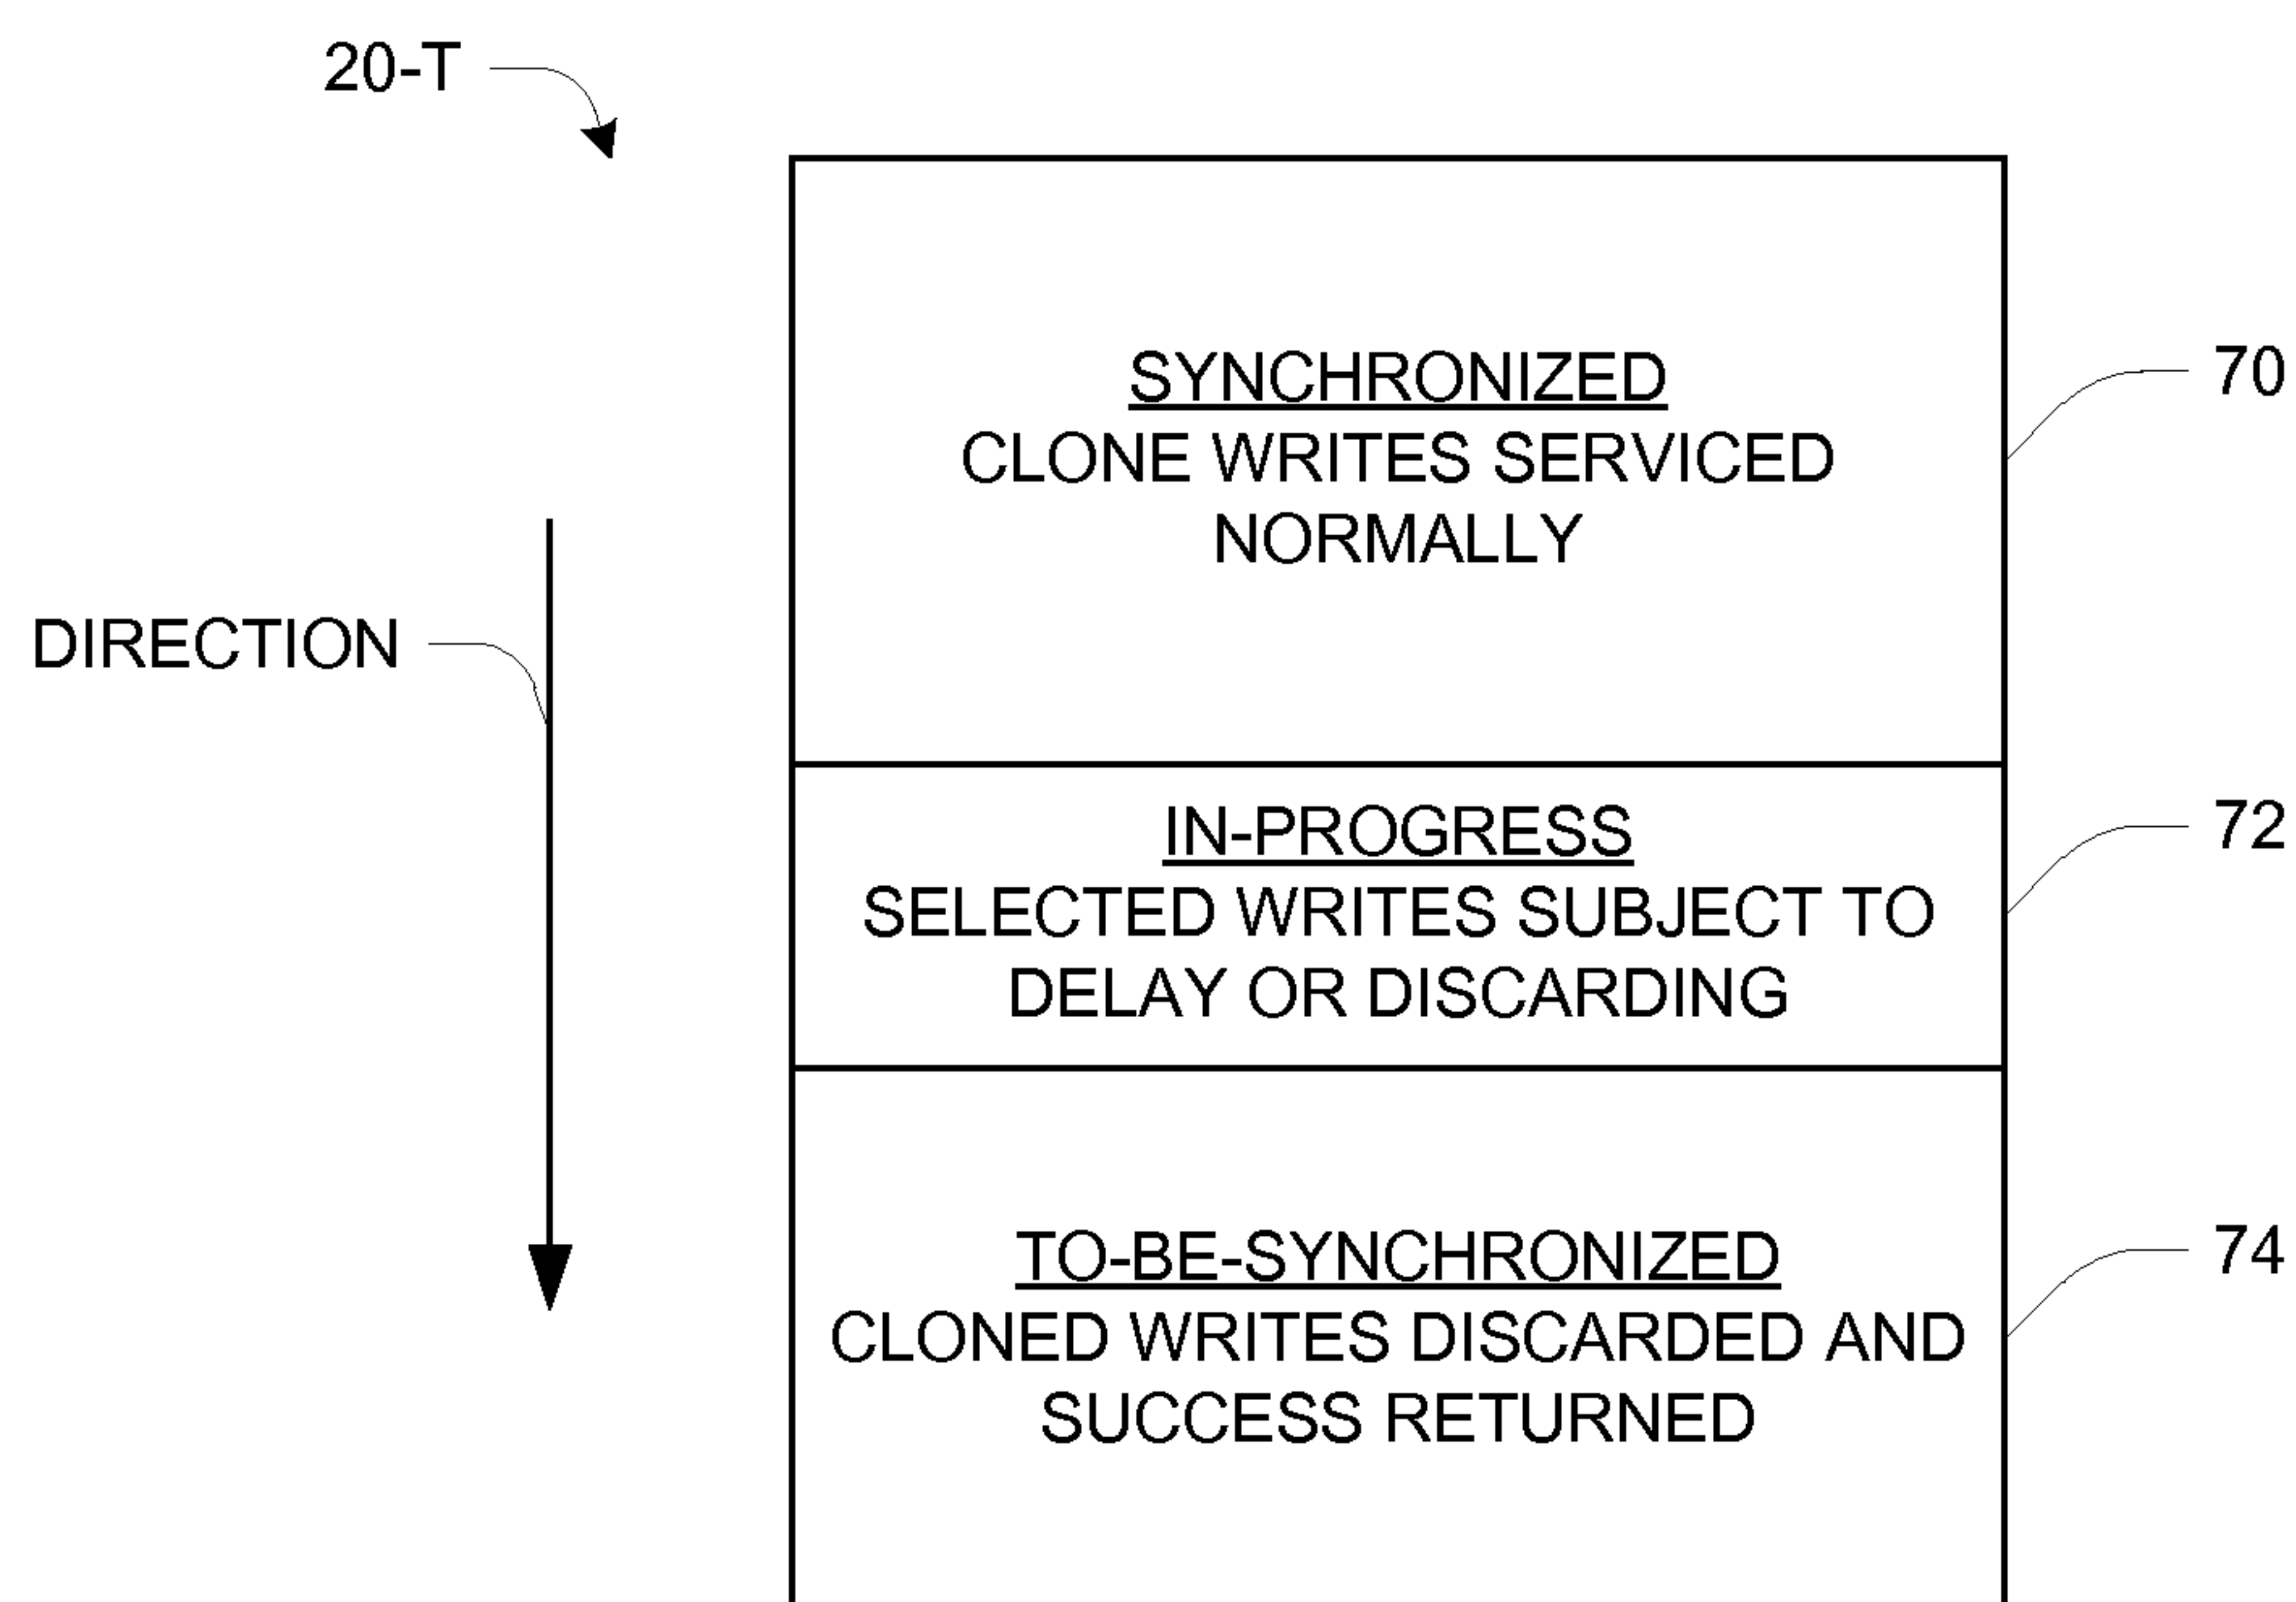 20-T
SYNCHRONIZED
70
CLONE WRITES SERVICED
NORMALLY
DIRECTION
IN-PROGRESS
72
SELECTED WRITES SUBJECT TO
DELAY OR DISCARDING
TO-BE-SYNCHRONIZED
74
CLONED WRITES DISCARDED AND
SUCCESS RETURNED